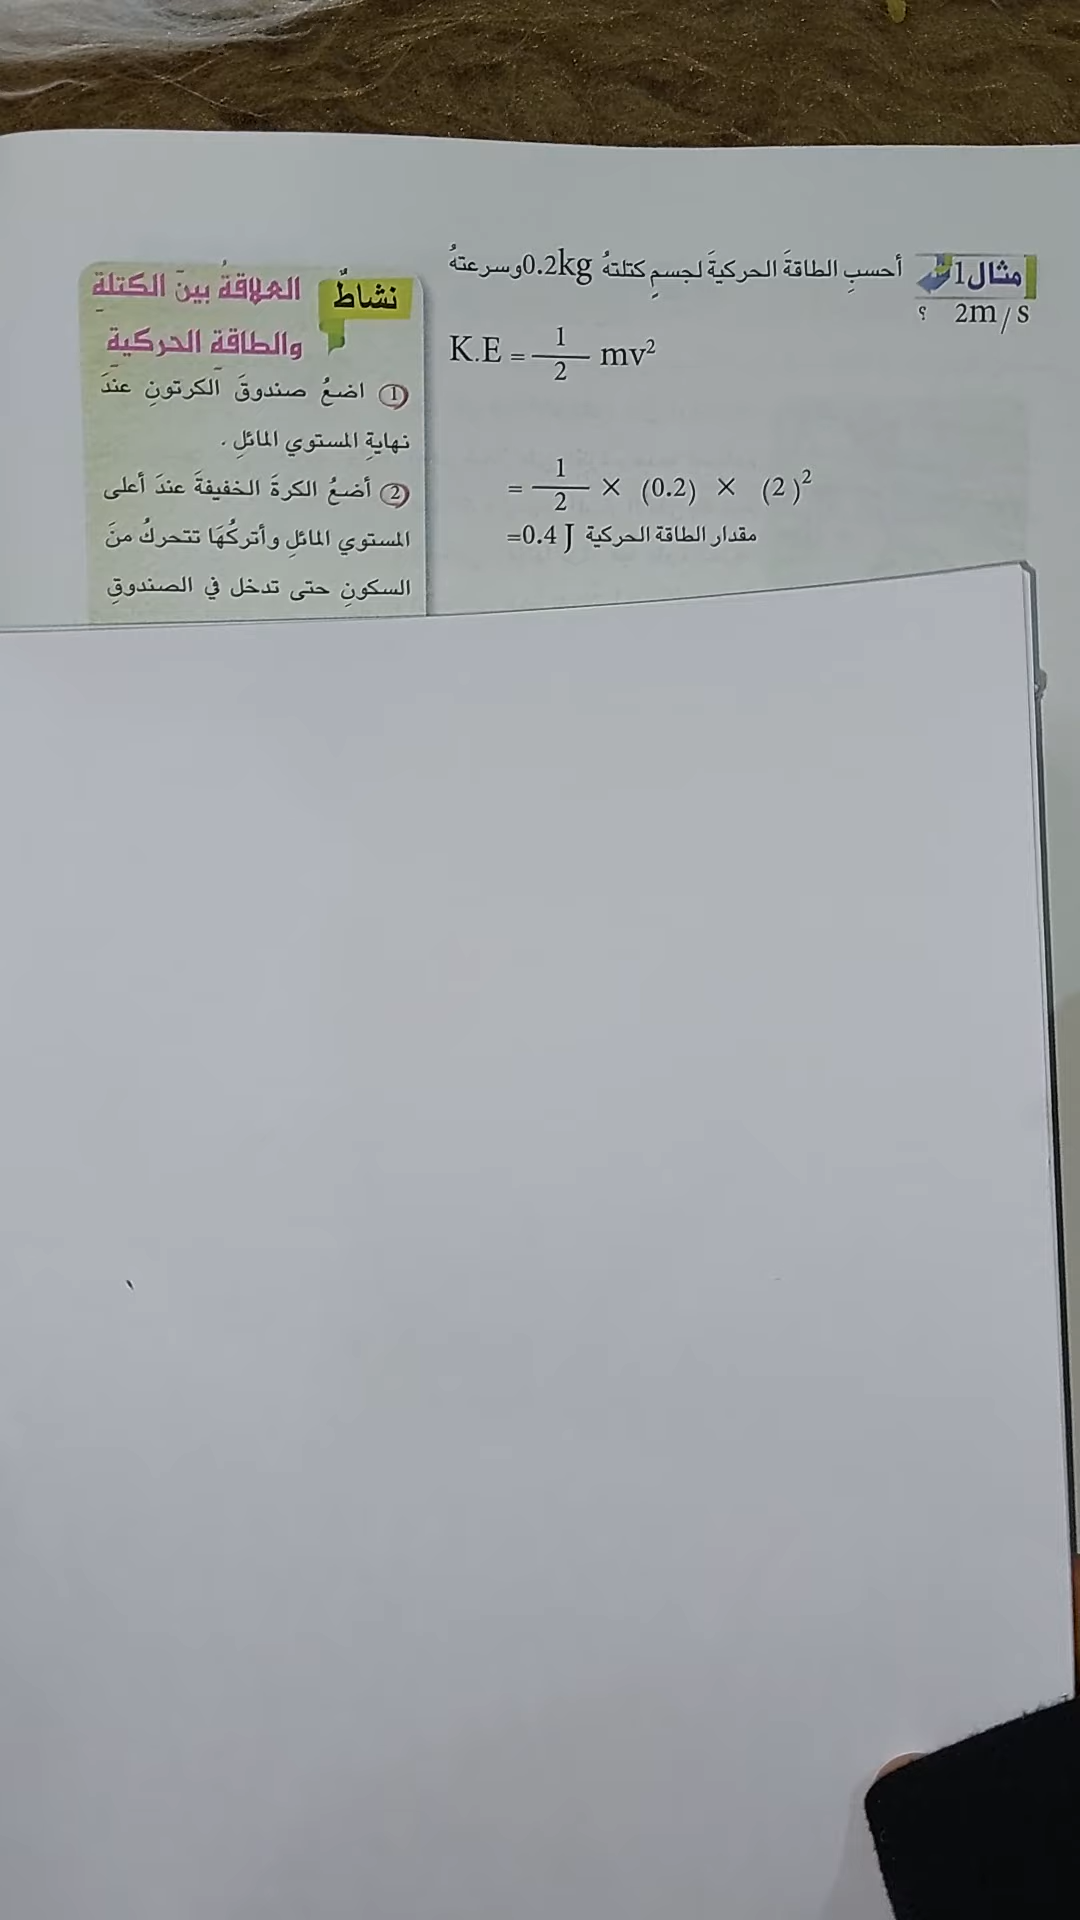 مثال1 أحسبِ الطاقةَ الحركيةَ لجسمٍ كتلتهُ 0.2kg وسرعتهُ
2m/s ؟
K.E = 1/2 mv²
= 1/2 × (0.2) × (2)²
=0.4 J مقدار الطاقة الحركية
نشاطٌ العلاقةُ بينَ الكتلةِ
والطاقةِ الحركيةِ
① اضعُ صندوقَ الكرتونِ عندَ
نهايةِ المستوي المائلِ .
② أضعُ الكرةَ الخفيفةَ عندَ أعلى
المستوي المائلِ وأتركُهَا تتحركُ منَ
السكونِ حتى تدخل في الصندوقِ